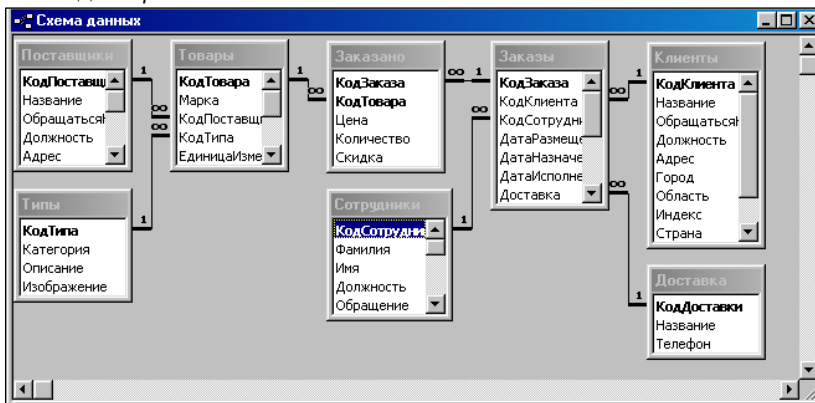 Схема данных
Поставщики
КодПоставщ
Название
Обращаться
Должность
Адрес
Товары
КодТовара
Марка
КодПоставщ
КодТипа
ЕдиницаИзме
Заказано
КодЗаказа
КодТовара
Цена
Количество
Скидка
Заказы
КодЗаказа
КодКлиента
КодСотрудн
ДатаРазмеще
ДатаНазначе
ДатаИсполне
Доставка
Клиенты
КодКлиента
Название
Обращаться
Должность
Адрес
Город
Область
Индекс
Страна
Типы
КодТипа
Категория
Описание
Изображение
Сотрудники
КодСотрудни
Фамилия
Имя
Должность
Обращение
Доставка
КодДоставки
Название
Телефон
1
∞
∞
1
1
∞
∞
1
∞
1
∞
1
∞
1